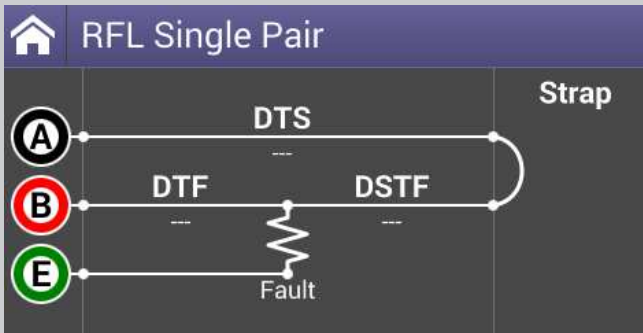 RFL Single Pair
Strap
A
DTS
---
B
DTF
---
DSTF
---
E
Fault